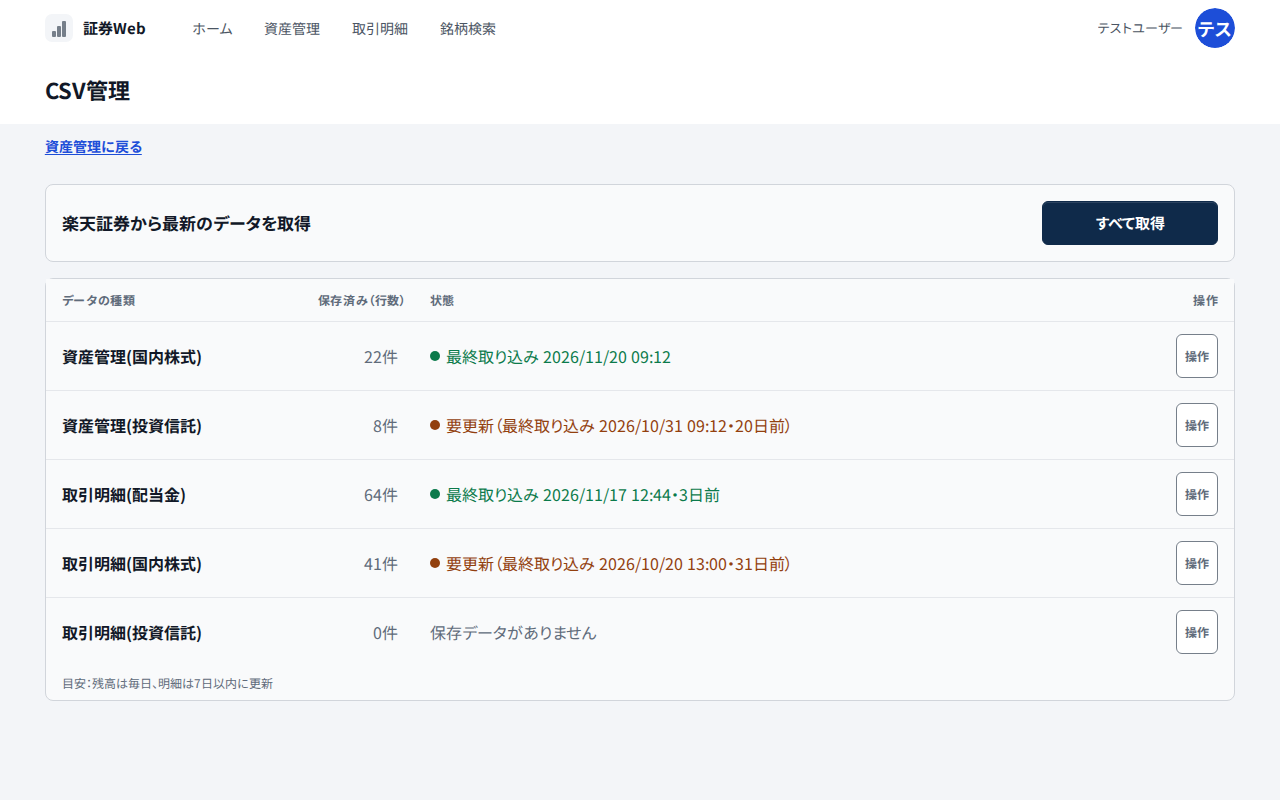 証券Web ホーム 資産管理 取引明細 銘柄検索 テストユーザー テス
CSV管理
資産管理に戻る
楽天証券から最新のデータを取得 すべて取得
データの種類 保存済み(行数) 状態 操作
資産管理(国内株式) 22件 最終取り込み 2026/11/20 09:12 操作
資産管理(投資信託) 8件 要更新(最終取り込み 2026/10/31 09:12・20日前) 操作
取引明細(配当金) 64件 最終取り込み 2026/11/17 12:44・3日前 操作
取引明細(国内株式) 41件 要更新(最終取り込み 2026/10/20 13:00・31日前) 操作
取引明細(投資信託) 0件 保存データがありません 操作
目安:残高は毎日、明細は7日以内に更新